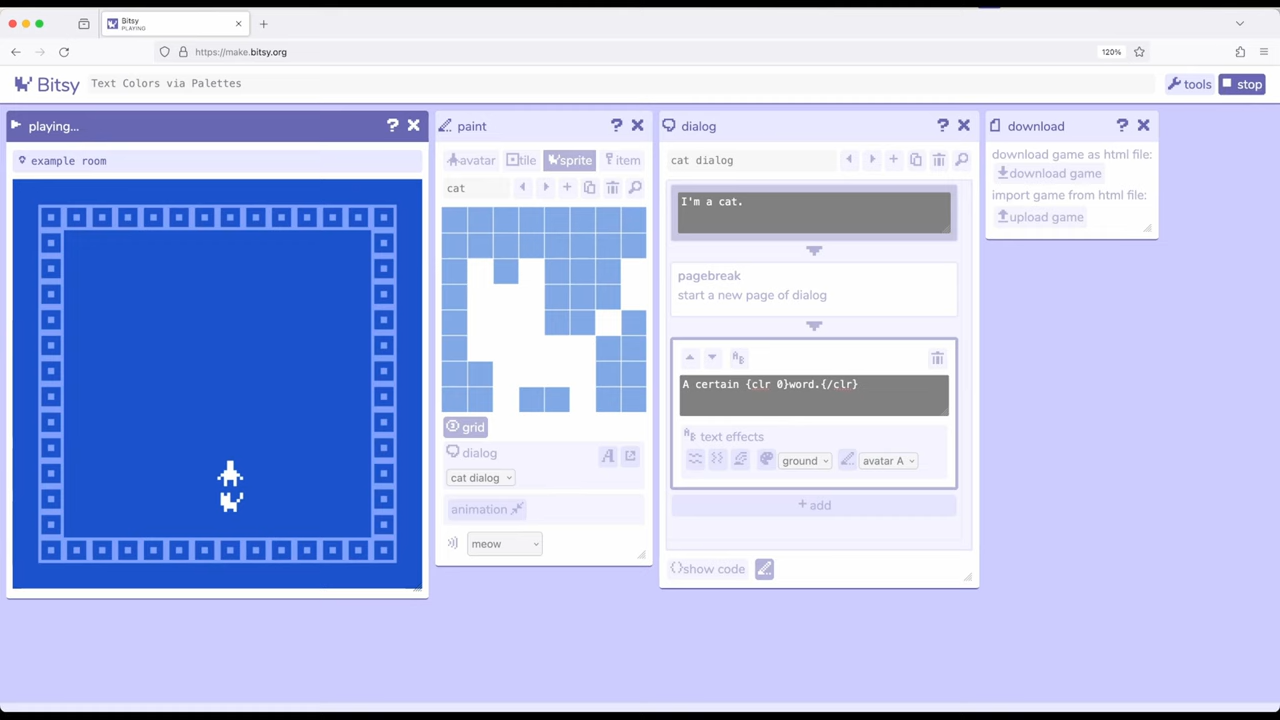 Bitsy
PLAYING
https://make.bitsy.org
120%
Bitsy
Text Colors via Palettes
tools
stop
playing...
?
example room
paint
?
avatar
tile
sprite
item
cat
grid
dialog
A
cat dialog
animation
meow
dialog
?
cat dialog
I'm a cat.
pagebreak
start a new page of dialog
A certain {clr 0}word.{/clr}
text effects
ground
avatar A
+ add
{}show code
download
?
download game as html file:
download game
import game from html file:
upload game